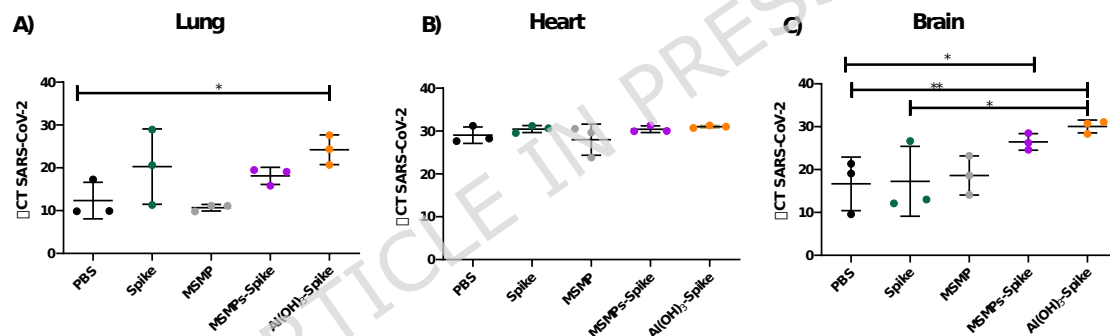 A) Lung
□CT SARS-CoV-2
40
30
20
10
0
*
PBS
Spike
MSMP
MSMPs-Spike
Al(OH)3-Spike
B) Heart
□CT SARS-CoV-2
40
30
20
10
0
PBS
Spike
MSMP
MSMPs-Spike
Al(OH)3-Spike
C) Brain
□CT SARS-CoV-2
40
30
20
10
0
*
**
*
PBS
Spike
MSMP
MSMPs-Spike
Al(OH)3-Spike
RTICLE IN PRES